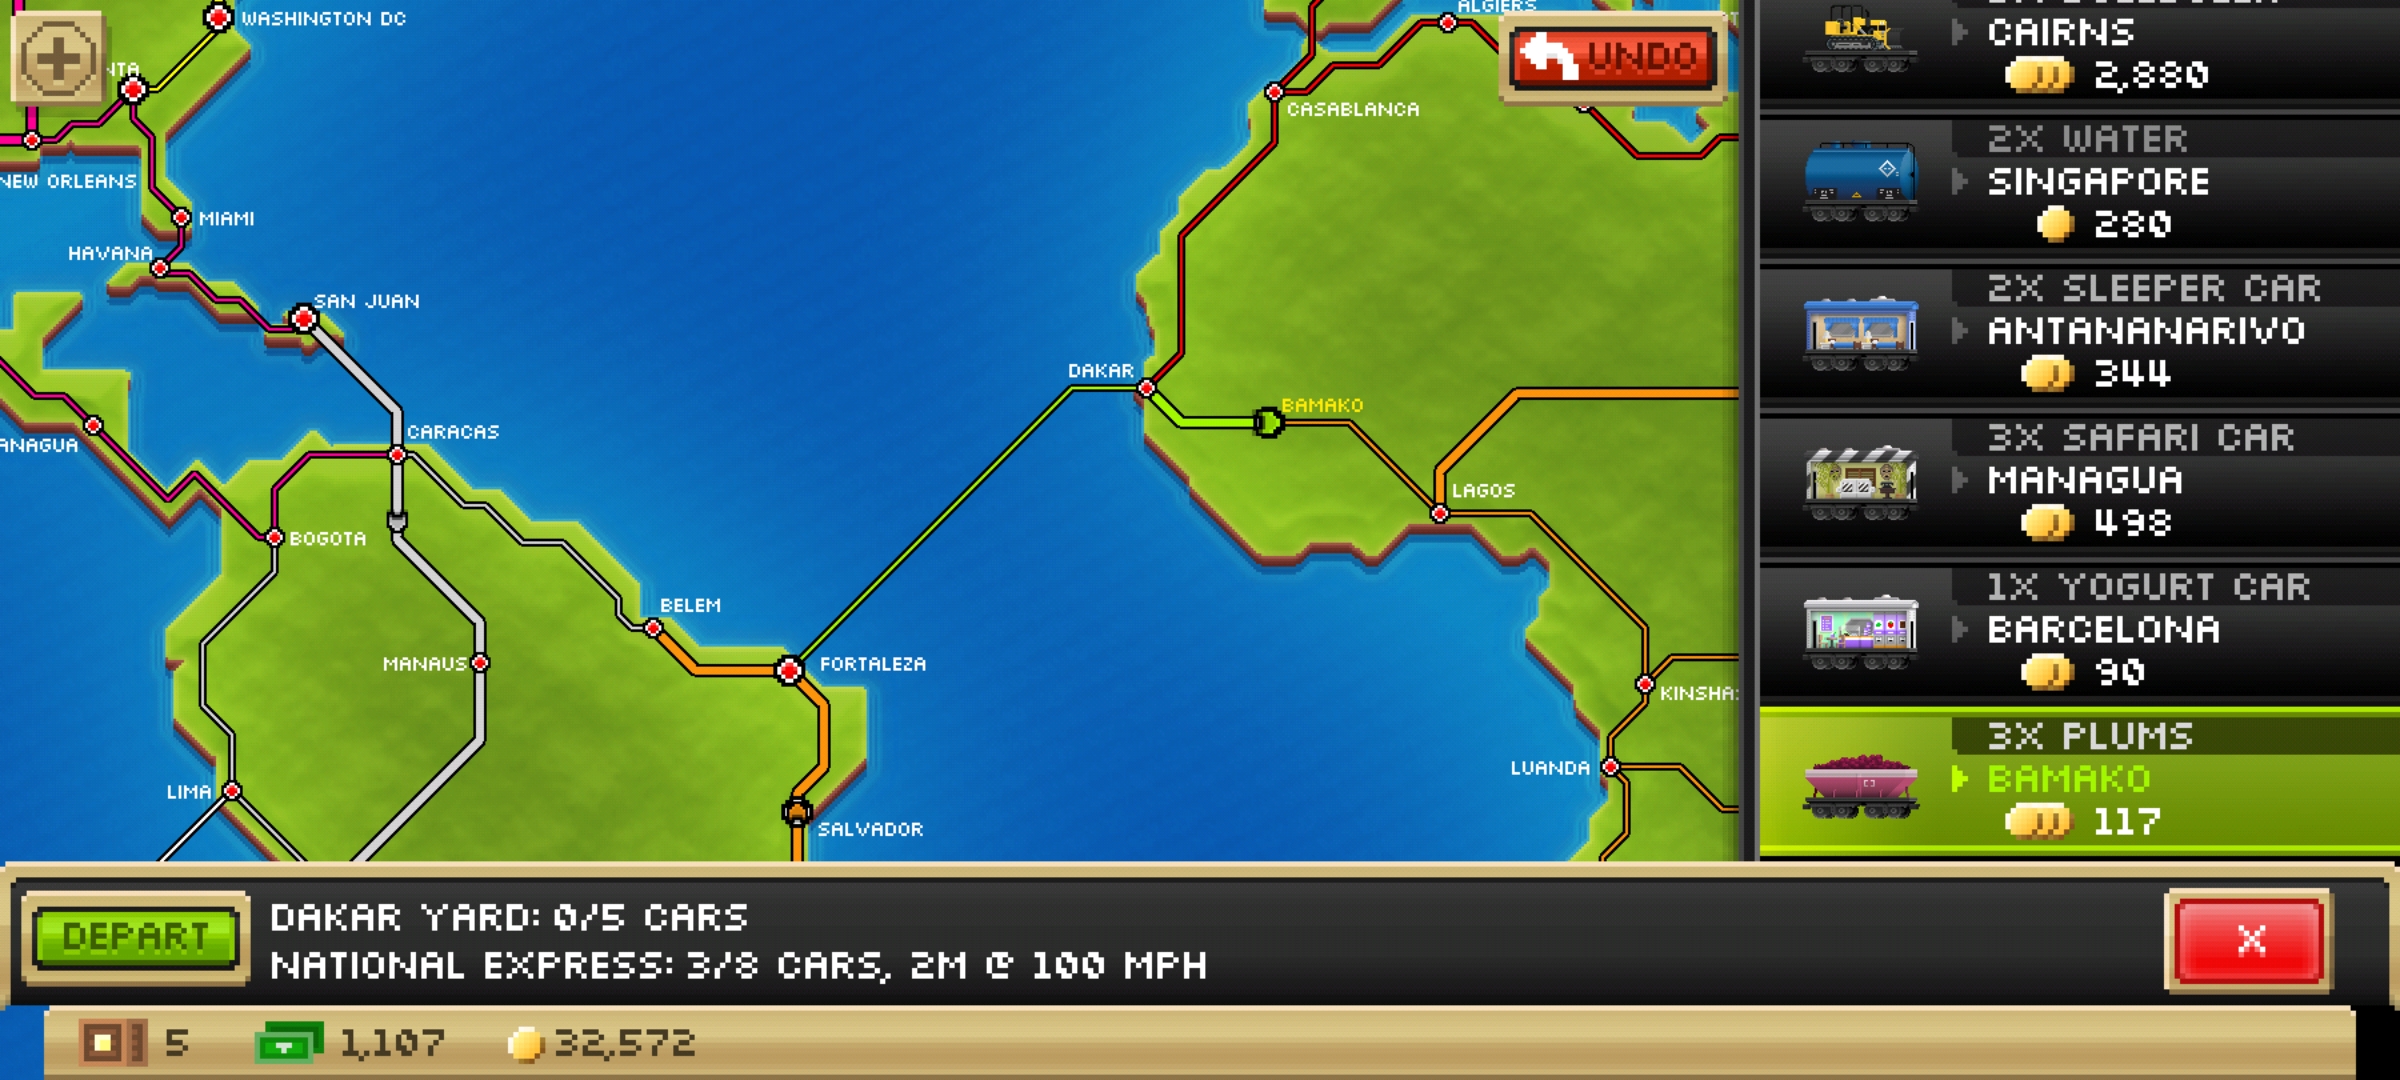 WASHINGTON DC
NTA
NEW ORLEANS
MIAMI
HAVANA
SAN JUAN
ANAGUA
CARACAS
BOGOTA
MANAUS
BELEM
FORTALEZA
LIMA
SALVADOR
ALGIERS
UNDO
CASABLANCA
DAKAR
BAMAKO
LAGOS
KINSHA
LUANDA
CAIRNS
2,880
2X WATER
SINGAPORE
280
2X SLEEPER CAR
ANTANANARIVO
344
3X SAFARI CAR
MANAGUA
498
1X YOGURT CAR
BARCELONA
90
3X PLUMS
BAMAKO
117
DEPART
DAKAR YARD: 0/5 CARS
NATIONAL EXPRESS: 3/8 CARS, 2M @ 100 MPH
X
5
1,107
32,572